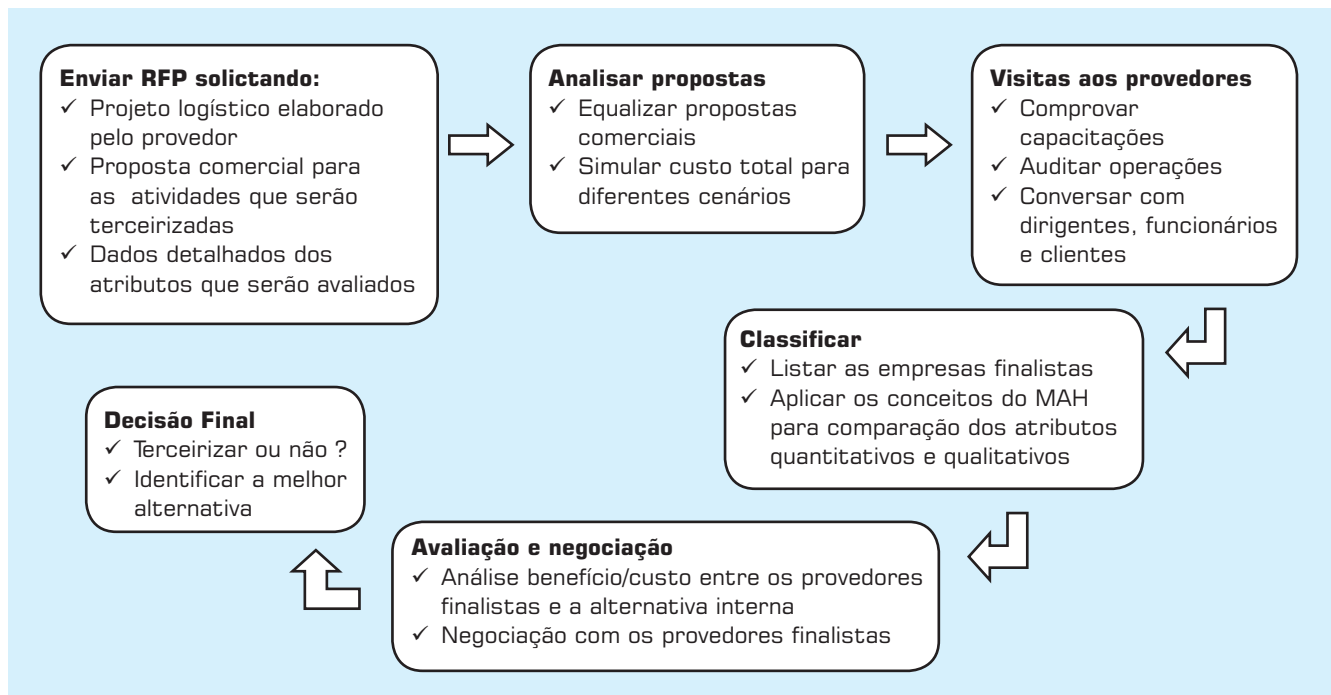 Enviar RFP solictando:
✓ Projeto logístico elaborado
pelo provedor
✓ Proposta comercial para
as atividades que serão
terceirizadas
✓ Dados detalhados dos
atributos que serão avaliados
Analisar propostas
✓ Equalizar propostas
comerciais
✓ Simular custo total para
diferentes cenários
Visitas aos provedores
✓ Comprovar
capacitações
✓ Auditar operações
✓ Conversar com
dirigentes, funcionários
e clientes
Classificar
✓ Listar as empresas finalistas
✓ Aplicar os conceitos do MAH
para comparação dos atributos
quantitativos e qualitativos
Avaliação e negociação
✓ Análise benefício/custo entre os provedores
finalistas e a alternativa interna
✓ Negociação com os provedores finalistas
Decisão Final
✓ Terceirizar ou não ?
✓ Identificar a melhor
alternativa